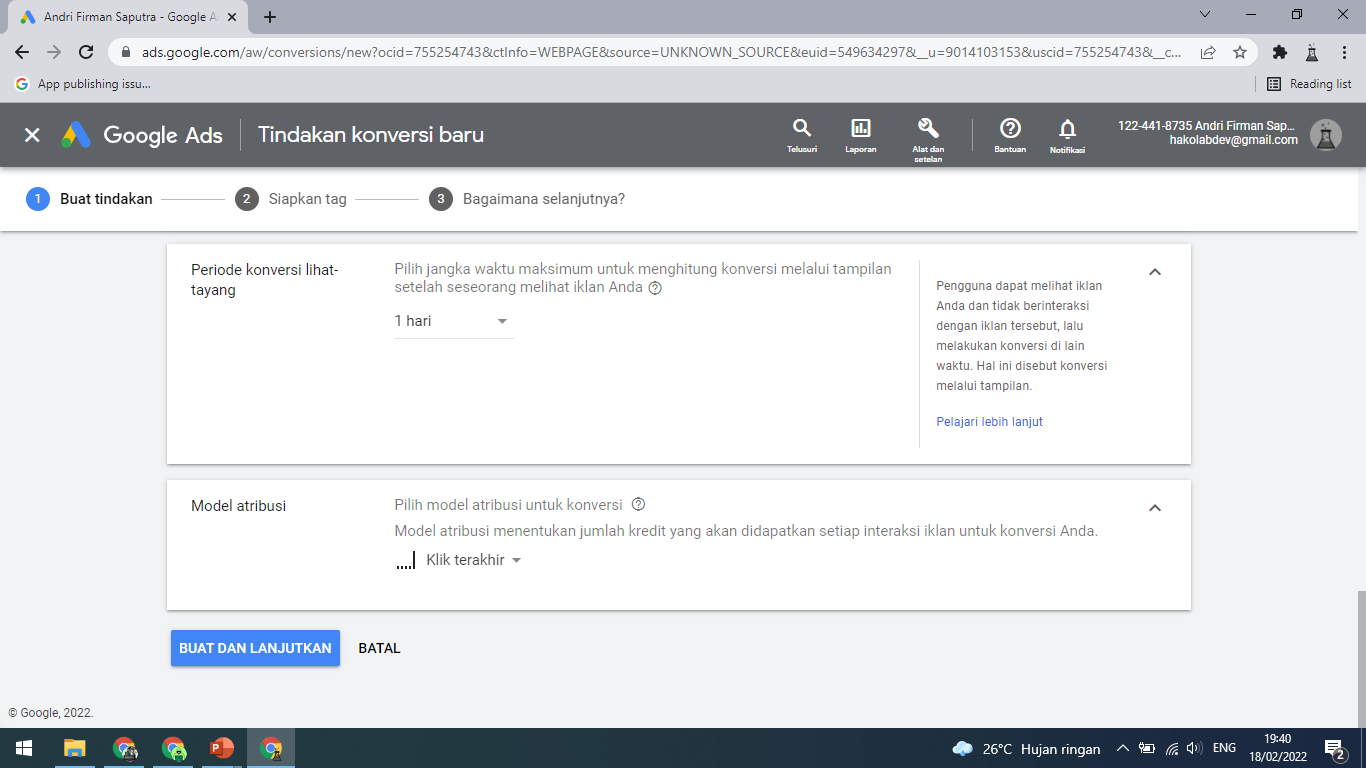 Andri Firman Saputra - Google A
ads.google.com/aw/conversions/new?ocid=755254743&ctInfo=WEBPAGE&source=UNKNOWN_SOURCE&euid=549634297&__u=9014103153&uscid=755254743&__c...
App publishing issu...
Reading list
Google Ads
Tindakan konversi baru
Telusuri
Laporan
Alat dan
setelan
Bantuan
Notifikasi
122-441-8735 Andri Firman Sap...
hakolabdev@gmail.com
1 Buat tindakan
2 Siapkan tag
3 Bagaimana selanjutnya?
Periode konversi lihat-
tayang
Pilih jangka waktu maksimum untuk menghitung konversi melalui tampilan
setelah seseorang melihat iklan Anda
1 hari
Pengguna dapat melihat iklan
Anda dan tidak berinteraksi
dengan iklan tersebut, lalu
melakukan konversi di lain
waktu. Hal ini disebut konversi
melalui tampilan.
Pelajari lebih lanjut
Model atribusi
Pilih model atribusi untuk konversi
Model atribusi menentukan jumlah kredit yang akan didapatkan setiap interaksi iklan untuk konversi Anda.
Klik terakhir
BUAT DAN LANJUTKAN
BATAL
© Google, 2022.
26°C Hujan ringan
ENG
19:40
18/02/2022
2